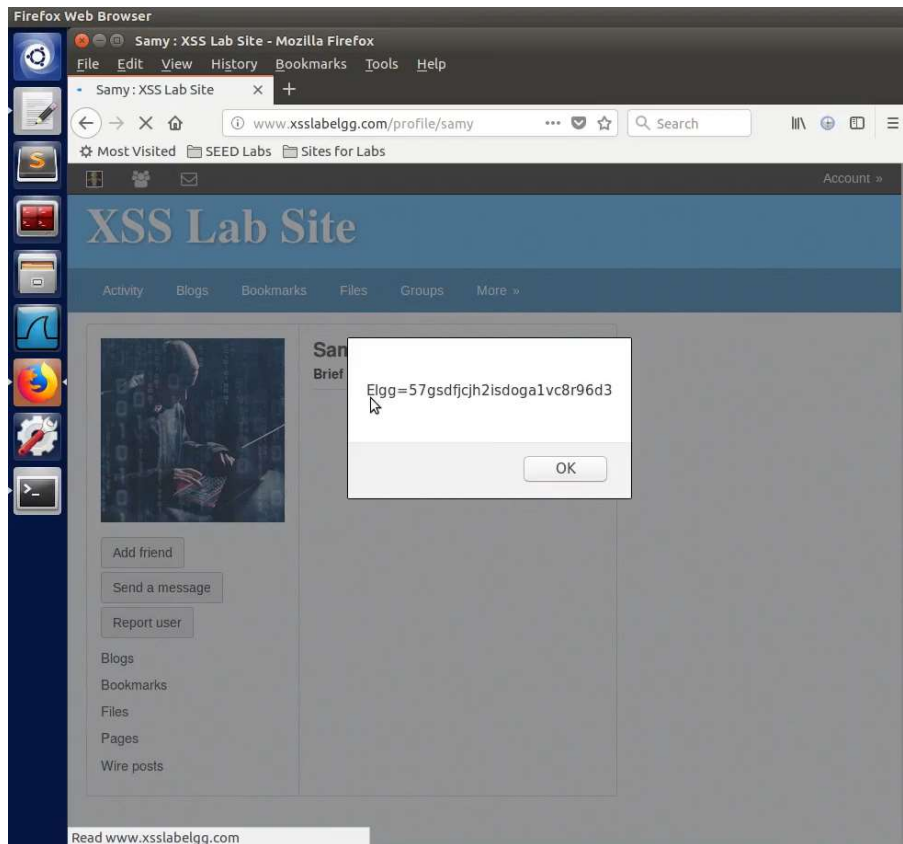 Firefox Web Browser
Samy : XSS Lab Site - Mozilla Firefox
File Edit View History Bookmarks Tools Help
Samy : XSS Lab Site × +
www.xsslabelgg.com/profile/samy ••• Search
Most Visited SEED Labs Sites for Labs
Account »
XSS Lab Site
Activity Blogs Bookmarks Files Groups More »
Brief
Elgg=57gsdfjcjh2isdoga1vc8r96d3
OK
Add friend
Send a message
Report user
Blogs
Bookmarks
Files
Pages
Wire posts
Read www.xsslabelgg.com